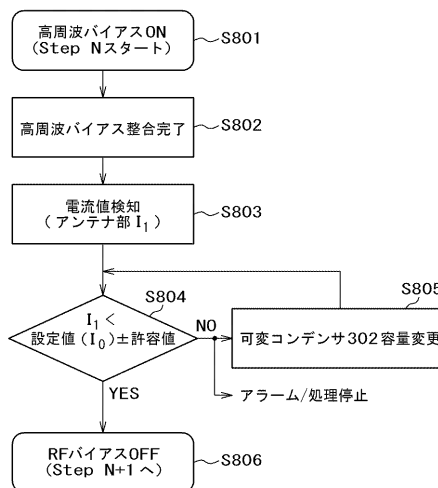 高周波バイアスON
(Step Nスタート)
S801
高周波バイアス整合完了
S802
電流値検知
(アンテナ部 I₁)
S803
S804
I₁ <
設定値(I₀)±許容値
NO
S805
可変コンデンサ302容量変更
アラーム/処理停止
YES
RFバイアスOFF
(Step N+1へ)
S806